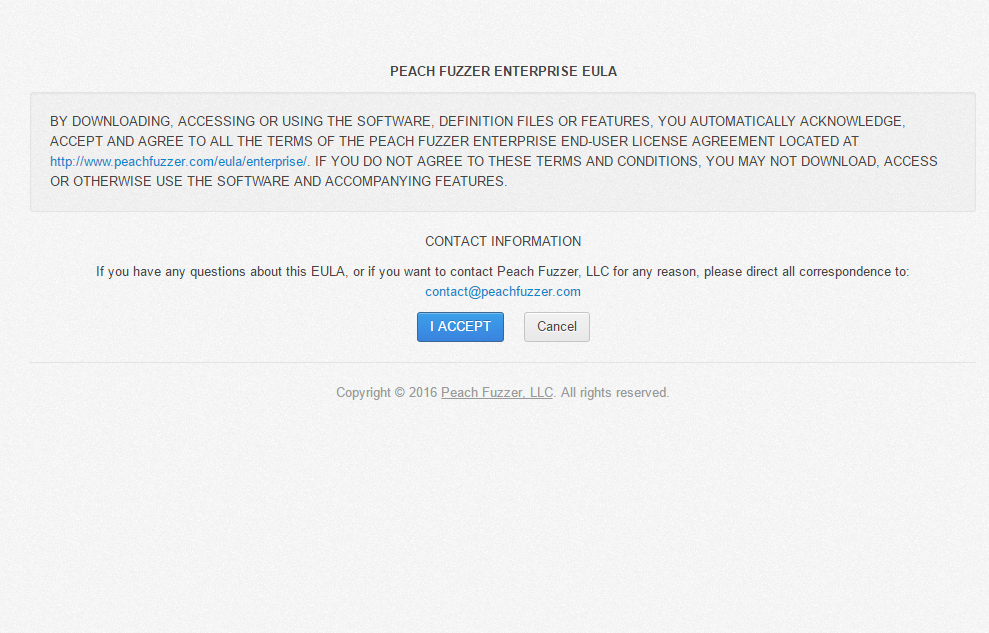 PEACH FUZZER ENTERPRISE EULA
BY DOWNLOADING, ACCESSING OR USING THE SOFTWARE, DEFINITION FILES OR FEATURES, YOU AUTOMATICALLY ACKNOWLEDGE,
ACCEPT AND AGREE TO ALL THE TERMS OF THE PEACH FUZZER ENTERPRISE END-USER LICENSE AGREEMENT LOCATED AT
http://www.peachfuzzer.com/eula/enterprise/. IF YOU DO NOT AGREE TO THESE TERMS AND CONDITIONS, YOU MAY NOT DOWNLOAD, ACCESS
OR OTHERWISE USE THE SOFTWARE AND ACCOMPANYING FEATURES.
CONTACT INFORMATION
If you have any questions about this EULA, or if you want to contact Peach Fuzzer, LLC for any reason, please direct all correspondence to:
contact@peachfuzzer.com
I ACCEPT Cancel
Copyright © 2016 Peach Fuzzer, LLC. All rights reserved.